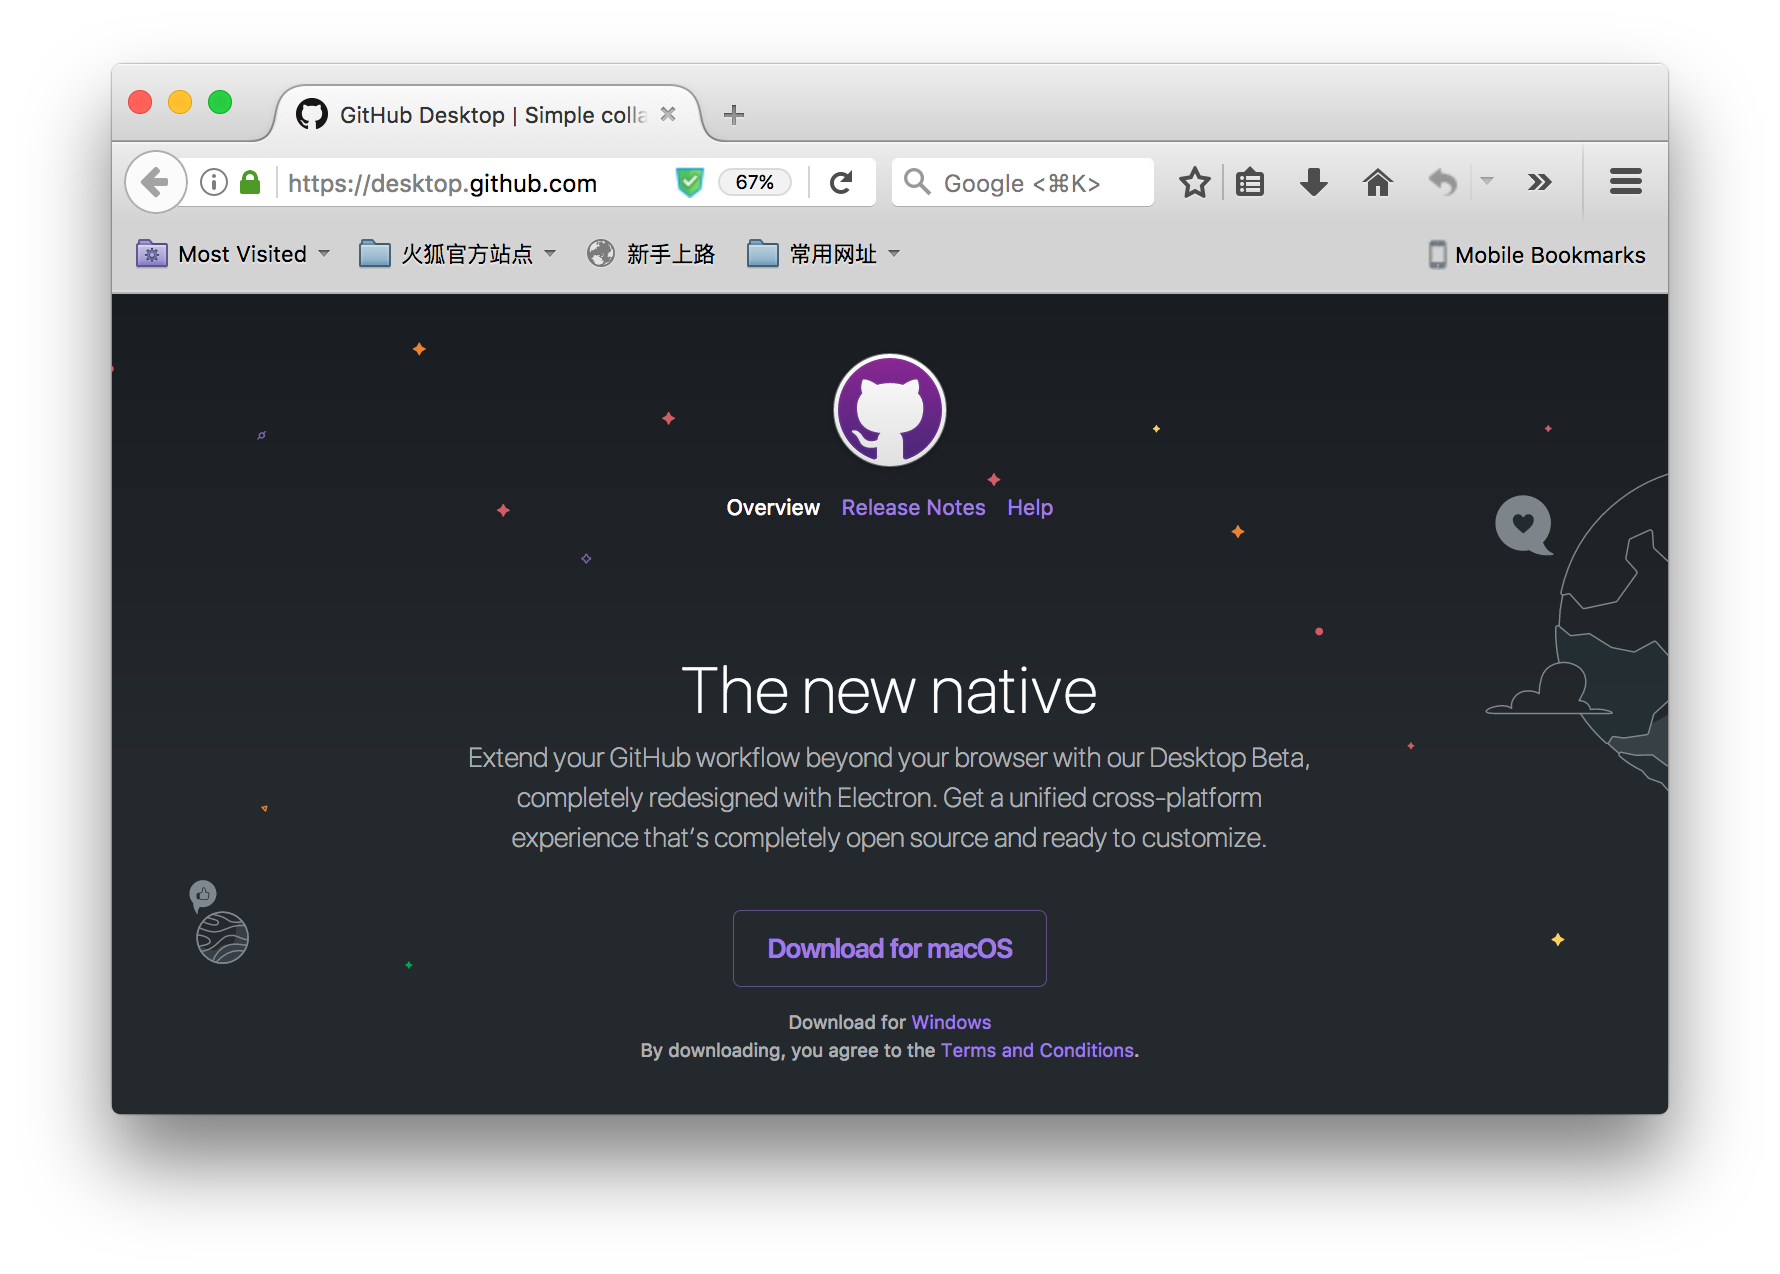 GitHub Desktop | Simple colla
https://desktop.github.com
67%
Google <⌘K>
Most Visited
火狐官方站点
新手上路
常用网址
Mobile Bookmarks
Overview Release Notes Help
The new native
Extend your GitHub workflow beyond your browser with our Desktop Beta,
completely redesigned with Electron. Get a unified cross-platform
experience that’s completely open source and ready to customize.
Download for macOS
Download for Windows
By downloading, you agree to the Terms and Conditions.